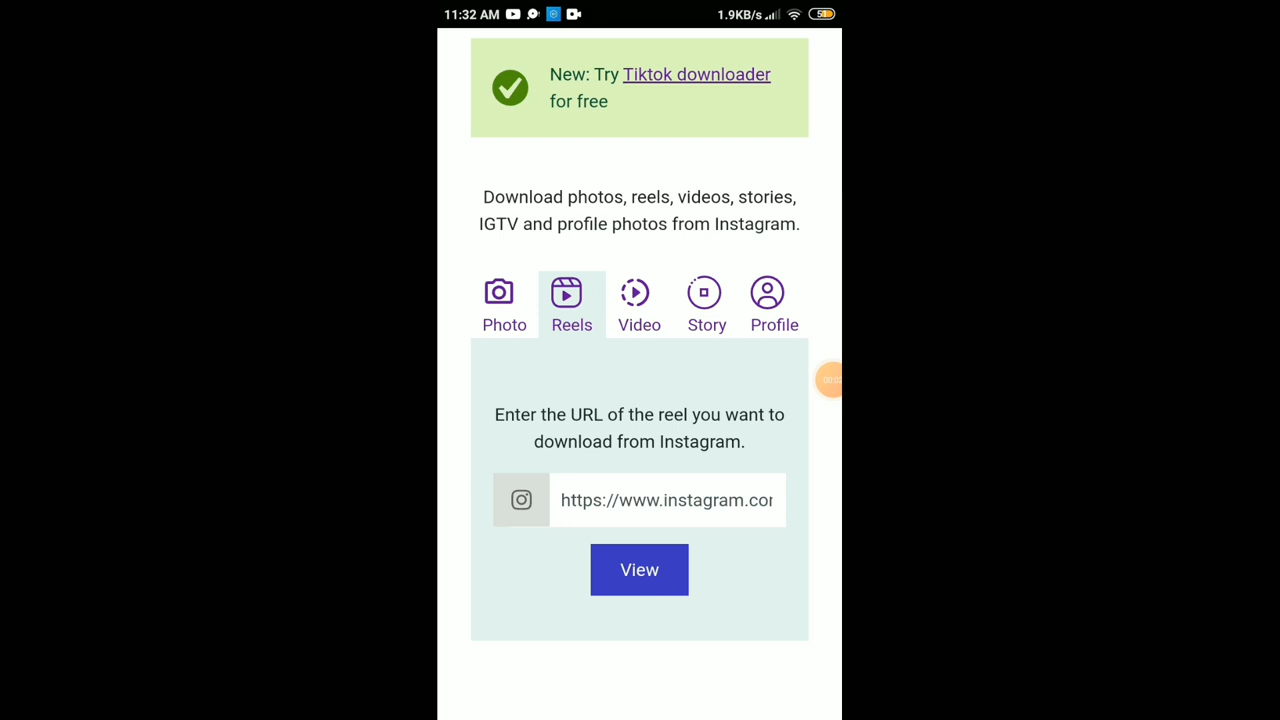 11:32 AM 1.9KB/s
New: Try Tiktok downloader
for free
Download photos, reels, videos, stories,
IGTV and profile photos from Instagram.
Photo Reels Video Story Profile
Enter the URL of the reel you want to
download from Instagram.
https://www.instagram.cor
View